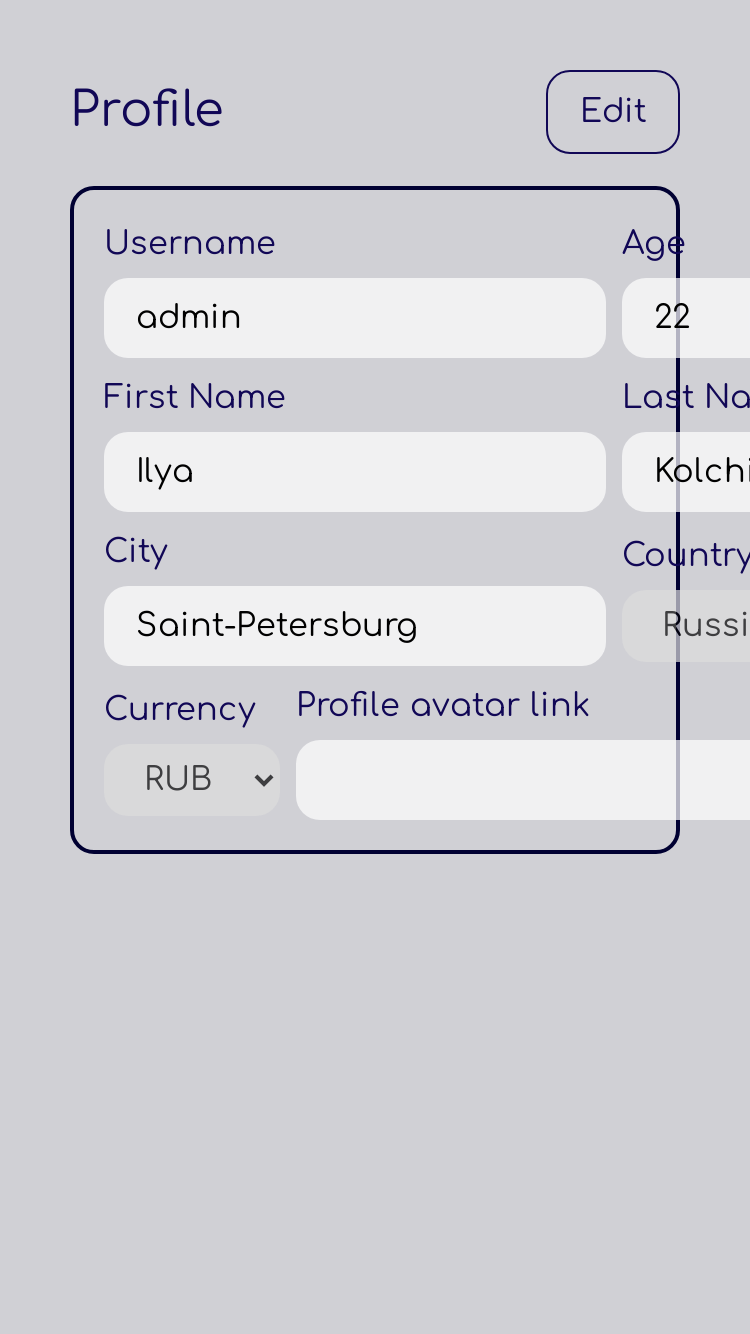 Profile Edit
Username Age
admin 22
First Name Last Na
Ilya Kolchi
City Country
Saint-Petersburg Russi
Currency Profile avatar link
RUB